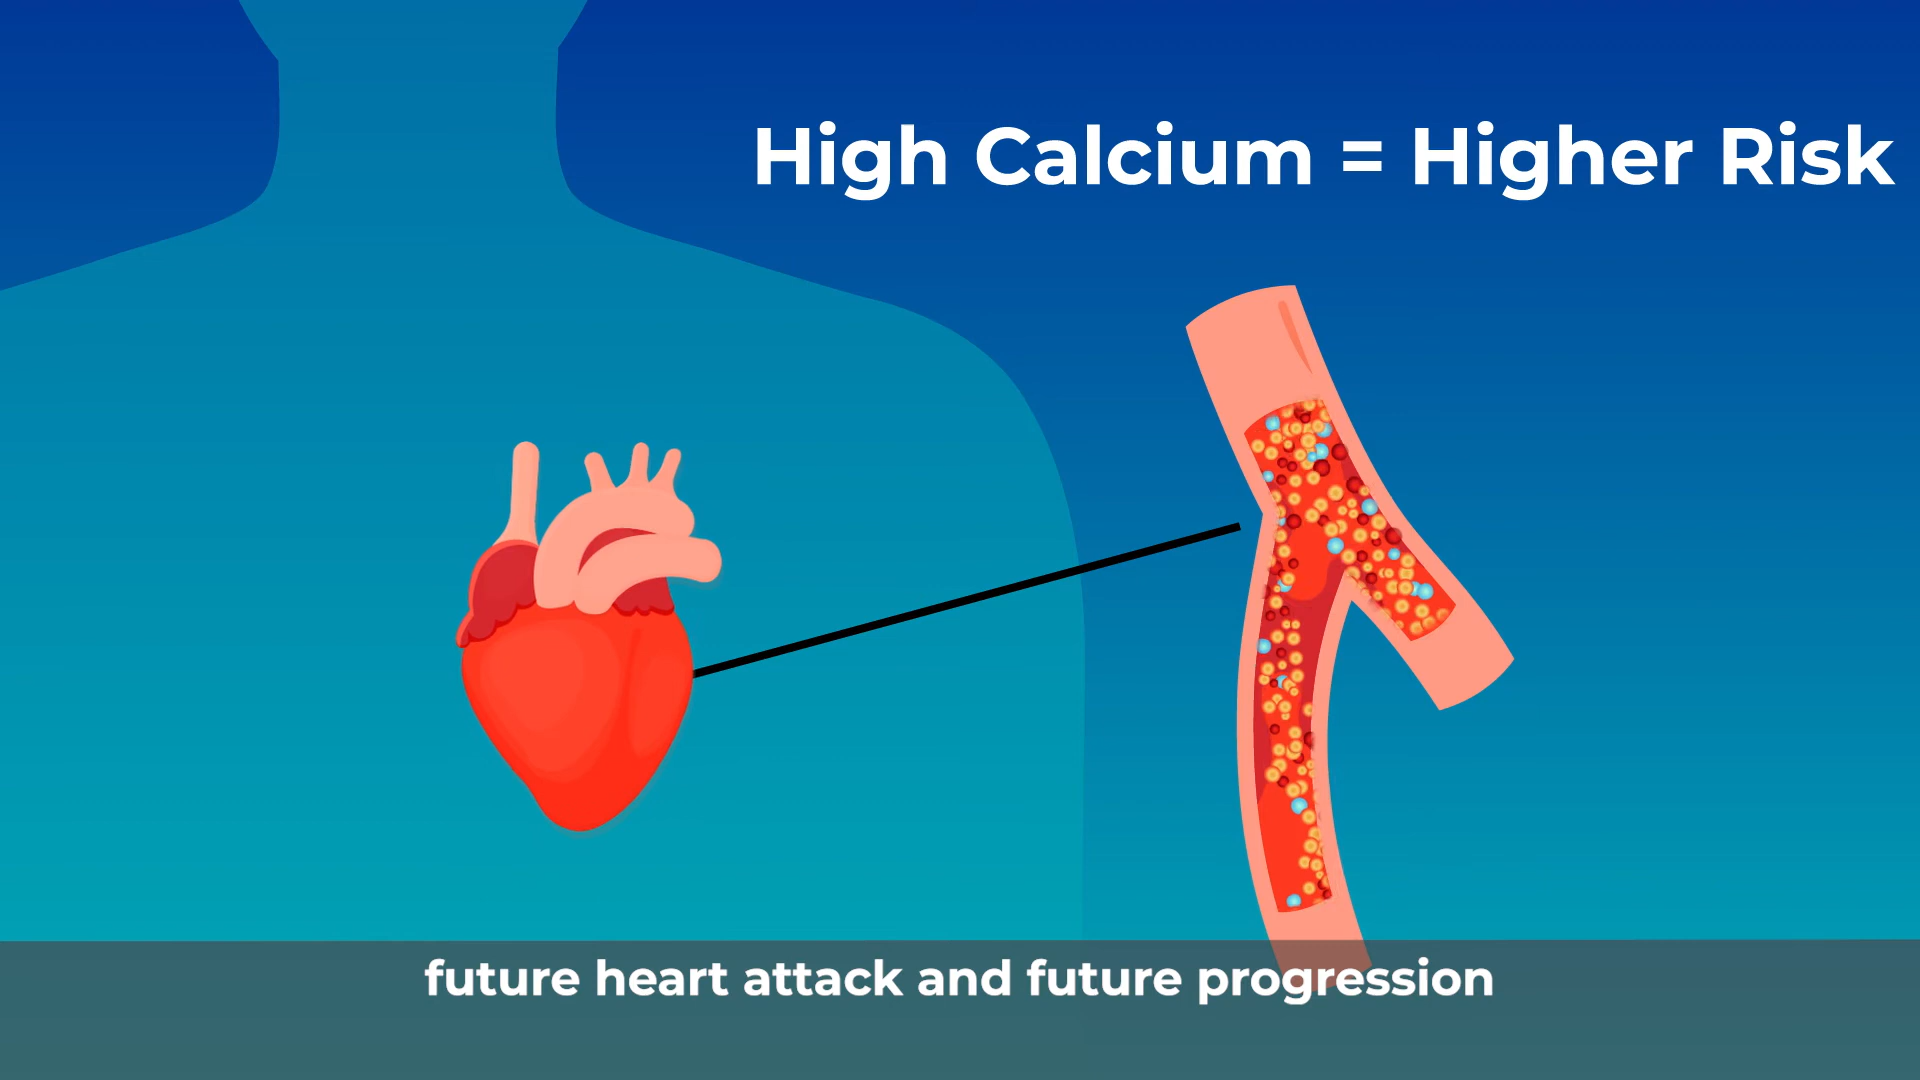 High Calcium = Higher Risk
future heart attack and future progression